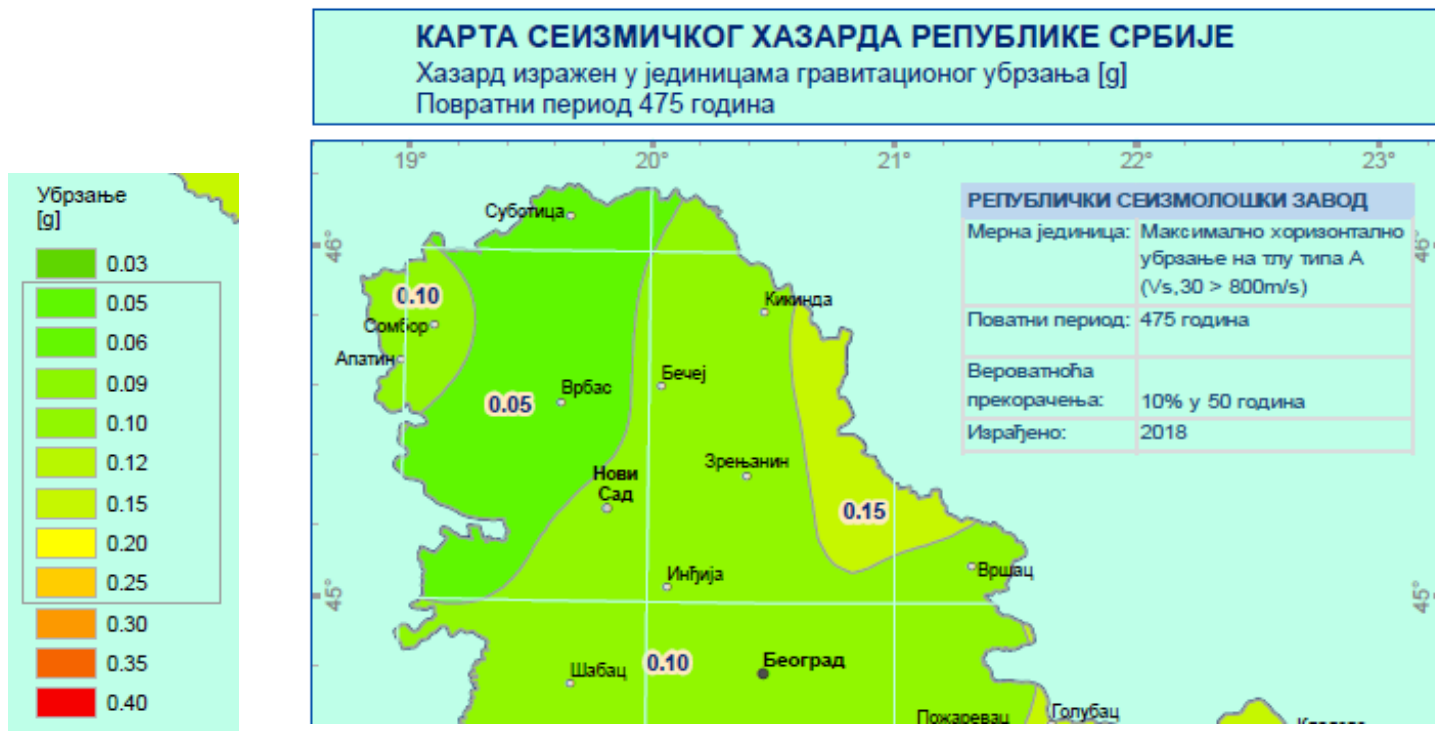 КАРТА СЕИЗМИЧКОГ ХАЗАРДА РЕПУБЛИКЕ СРБИЈЕ
Хазард изражен у јединицама гравитационог убрзања [g]
Повратни период 475 година
Убрзање
[g]
0.03
0.05
0.06
0.09
0.10
0.12
0.15
0.20
0.25
0.30
0.35
0.40
19°
20°
21°
22°
23°
46°
46°
45°
45°
РЕПУБЛИЧКИ СЕИЗМОЛОШКИ ЗАВОД
Мерна јединица: Максимално хоризонтално
убрзање на тлу типа А
(Vs,30 > 800m/s)
Поватни период: 475 година
Вероватноћа
прекорачења: 10% у 50 година
Израђено: 2018
Суботица
0.10
Сомбор
Апатин
Кикинда
Врбас
Бечеј
0.05
Зрењанин
Нови
Сад
0.15
Инђија
Вршац
Шабац
0.10
Београд
Пожаревац
Голубац